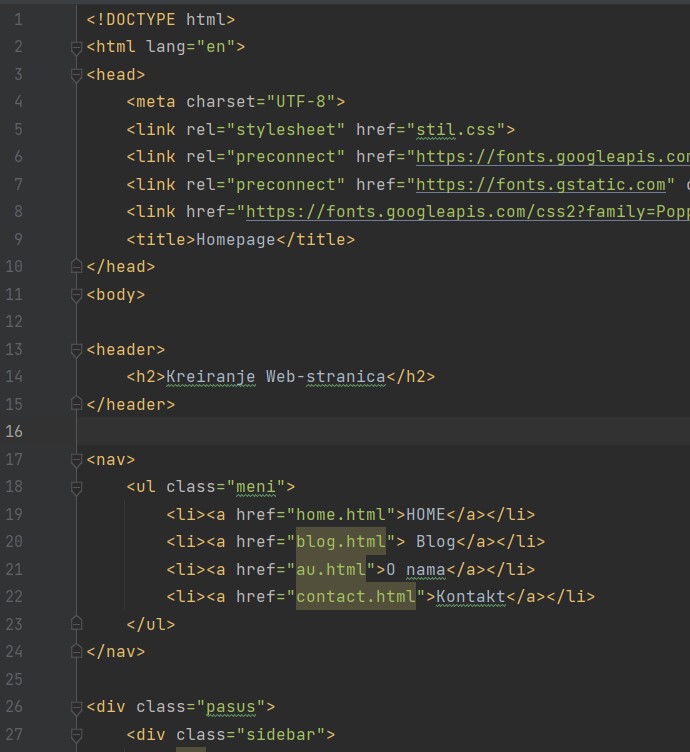 1 <!DOCTYPE html>
2 <html lang="en">
3 <head>
4 <meta charset="UTF-8">
5 <link rel="stylesheet" href="stil.css">
6 <link rel="preconnect" href="https://fonts.googleapis.com
7 <link rel="preconnect" href="https://fonts.gstatic.com" c
8 <link href="https://fonts.googleapis.com/css2?family=Popp
9 <title>Homepage</title>
10 </head>
11 <body>
12
13 <header>
14 <h2>Kreiranje Web-stranica</h2>
15 </header>
16
17 <nav>
18 <ul class="meni">
19 <li><a href="home.html">HOME</a></li>
20 <li><a href="blog.html"> Blog</a></li>
21 <li><a href="au.html">O nama</a></li>
22 <li><a href="contact.html">Kontakt</a></li>
23 </ul>
24 </nav>
25
26 <div class="pasus">
27 <div class="sidebar">